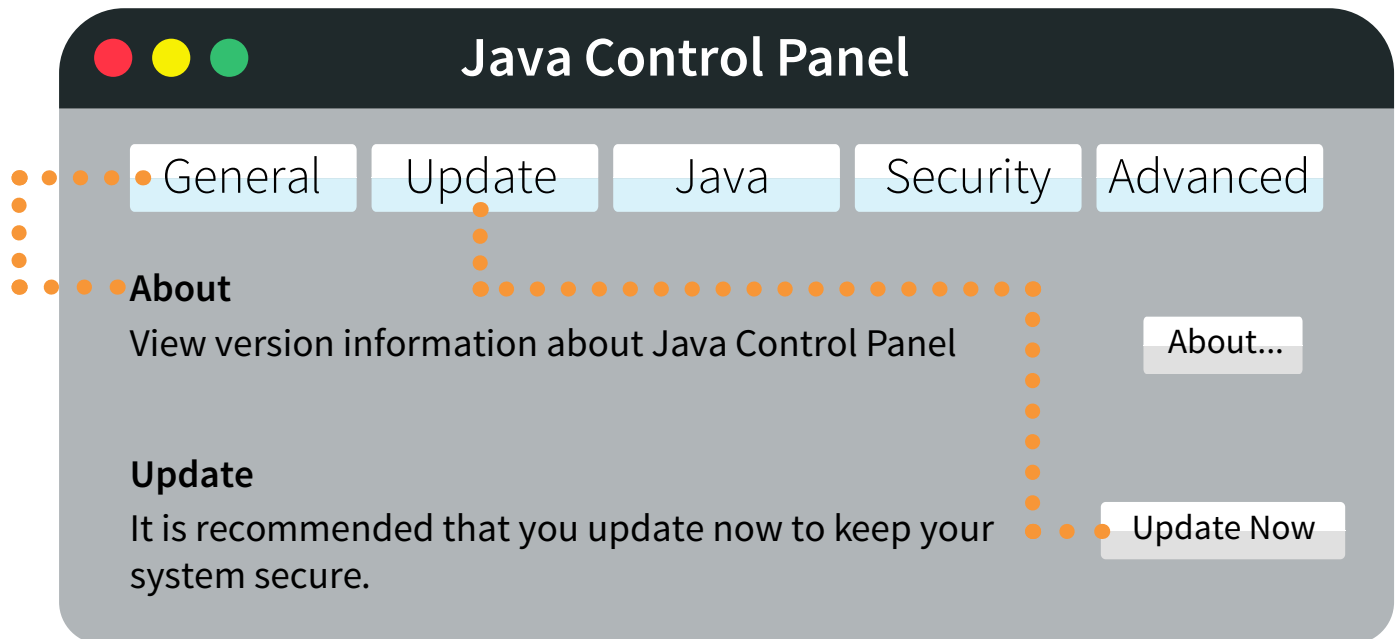 Java Control Panel
General Update Java Security Advanced
About
View version information about Java Control Panel
About...
Update
It is recommended that you update now to keep your
system secure.
Update Now